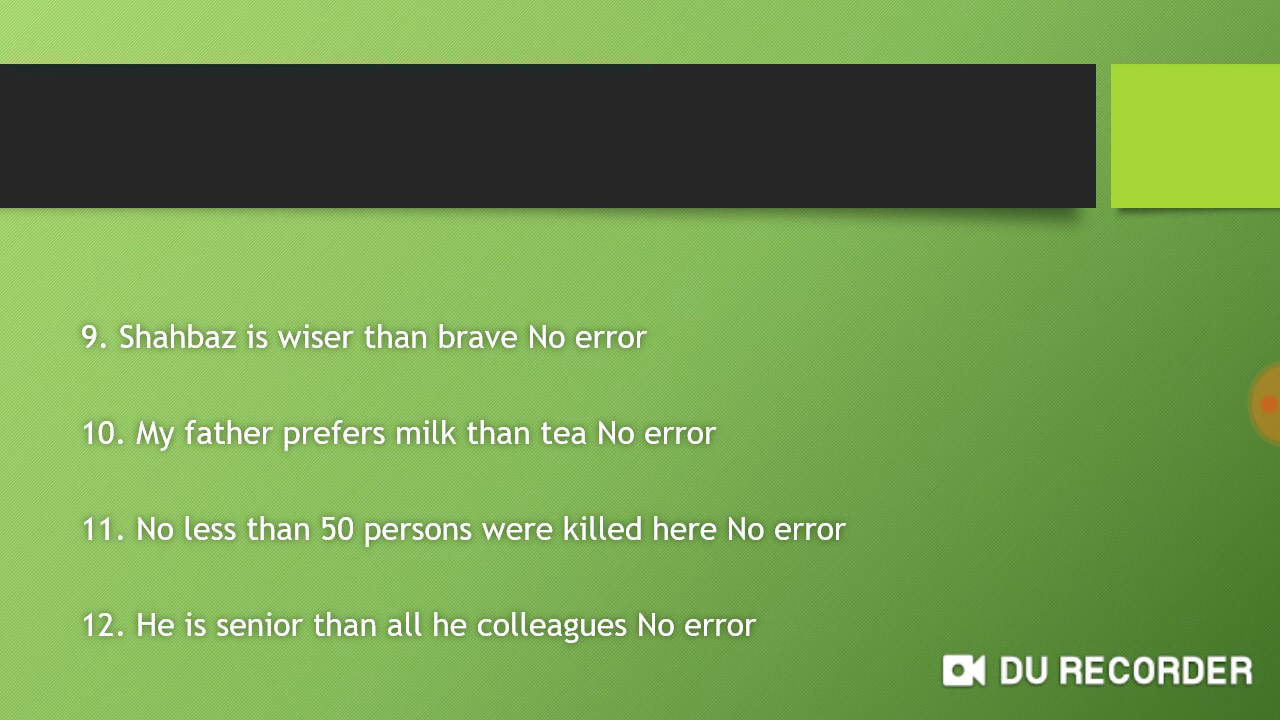 9. Shahbaz is wiser than brave No error
10. My father prefers milk than tea No error
11. No less than 50 persons were killed here No error
12. He is senior than all he colleagues No error
DU RECORDER